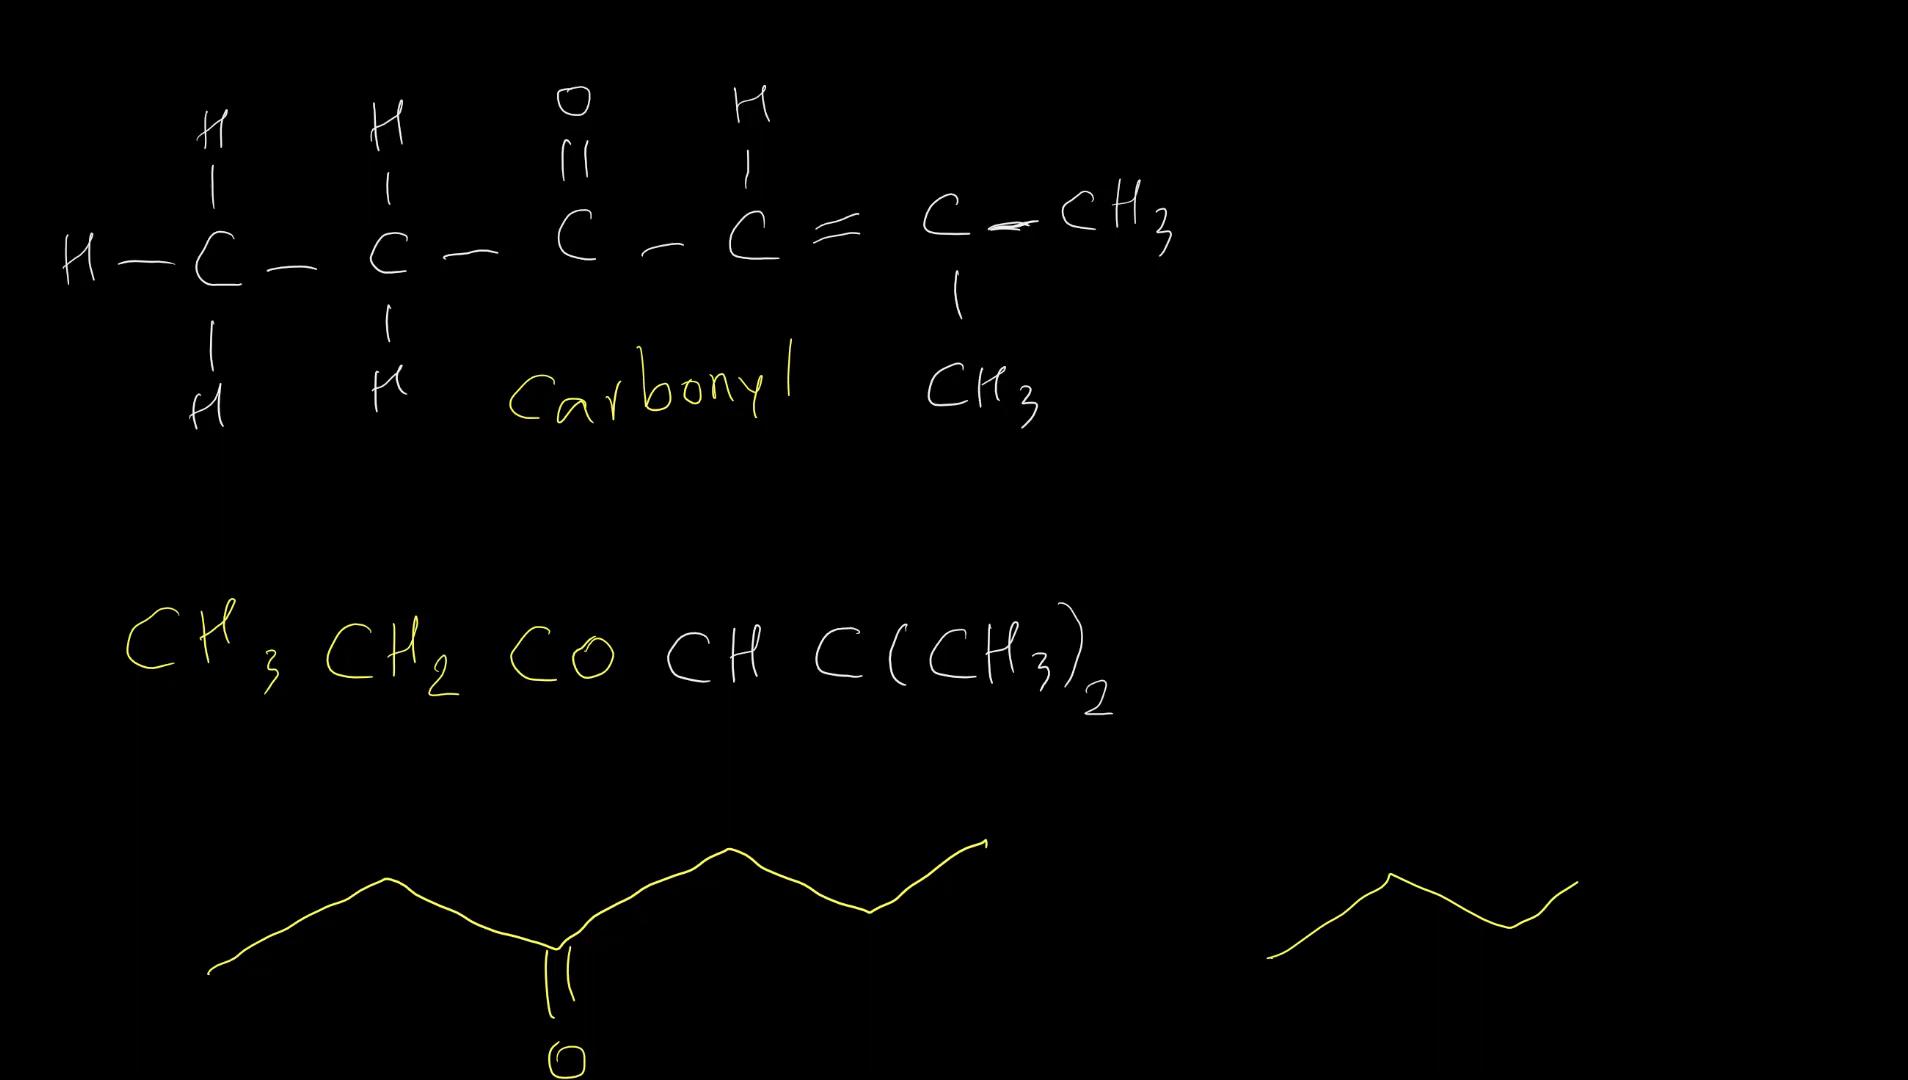 H H O H
H — C — C — C — C = C — CH₃
H H Carbonyl CH₃
CH₃ CH₂ CO CH C(CH₃)₂
O